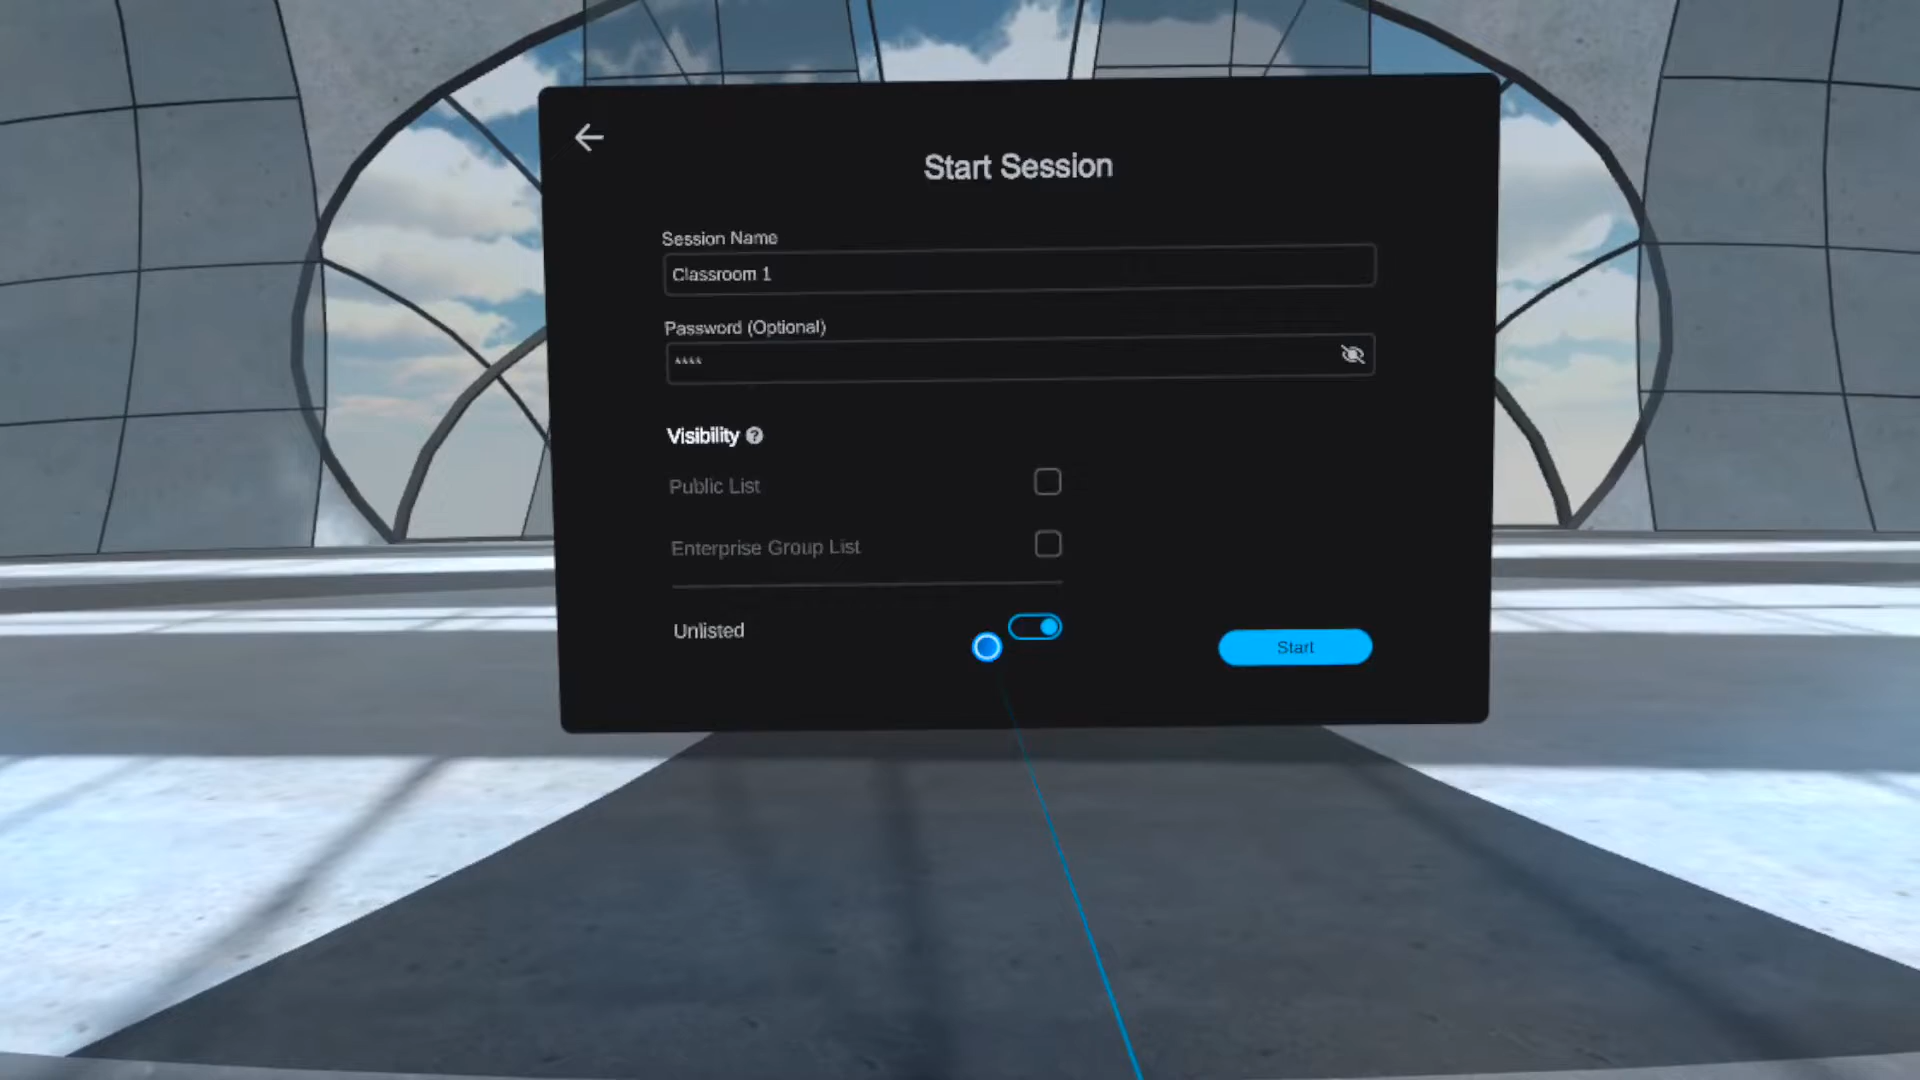 Start Session
Session Name
Classroom 1
Password (Optional)
****
Visibility ?
Public List
Enterprise Group List
Unlisted
Start